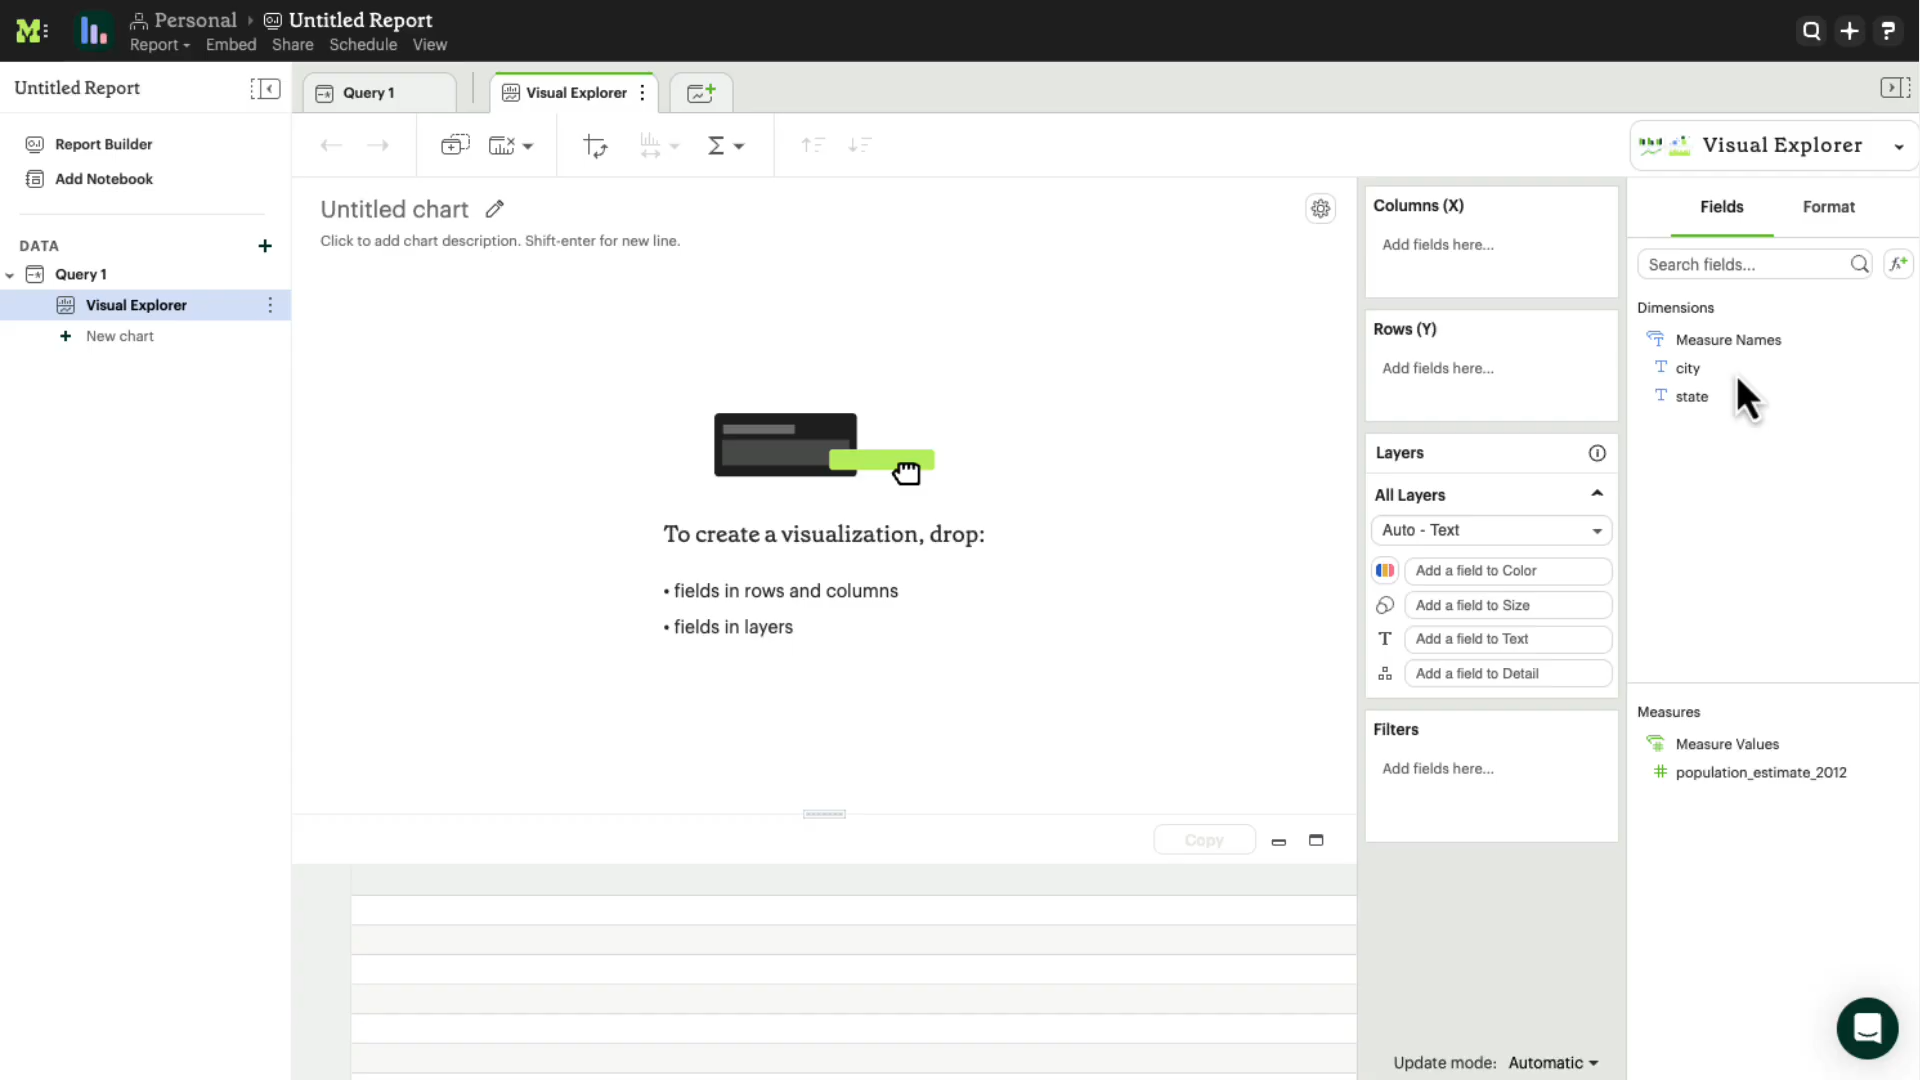 Personal › Untitled Report
Report Embed Share Schedule View
Untitled Report
Report Builder
Add Notebook
DATA
Query 1
Visual Explorer
New chart
Query 1
Visual Explorer
Visual Explorer
Untitled chart
Click to add chart description. Shift-enter for new line.
To create a visualization, drop:
• fields in rows and columns
• fields in layers
Copy
Columns (X)
Add fields here...
Rows (Y)
Add fields here...
Layers
All Layers
Auto - Text
Add a field to Color
Add a field to Size
T Add a field to Text
Add a field to Detail
Filters
Add fields here...
Update mode: Automatic
Fields Format
Search fields...
Dimensions
Measure Names
T city
T state
Measures
Measure Values
# population_estimate_2012